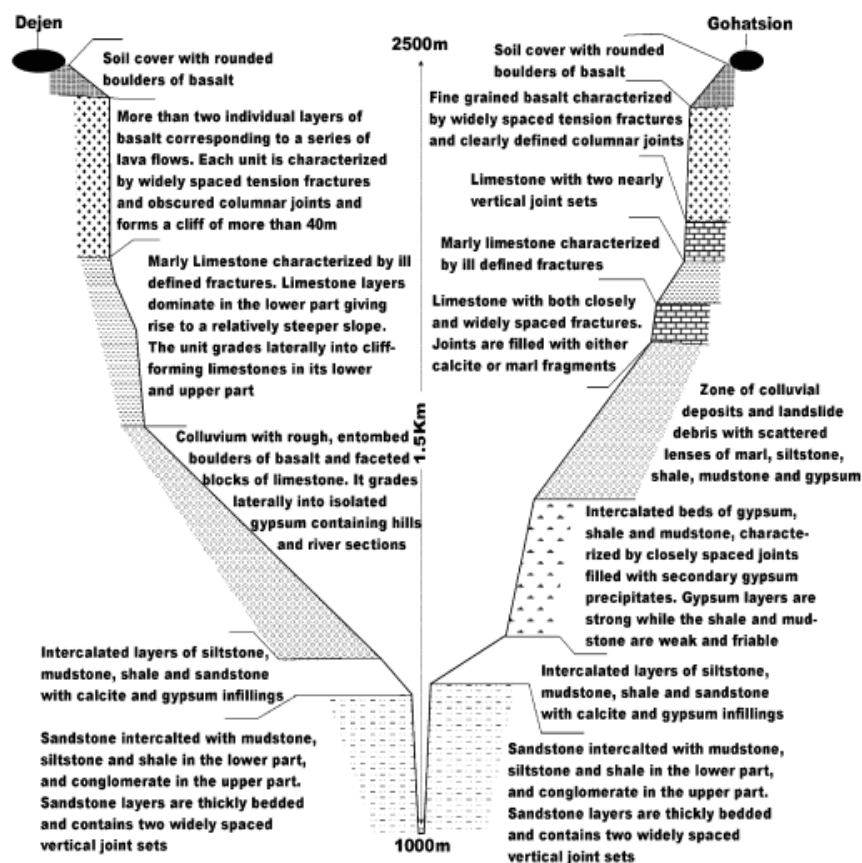 Dejen
Soil cover with rounded
boulders of basalt
More than two individual layers of
basalt corresponding to a series of
lava flows. Each unit is characterized
by widely spaced tension fractures
and obscured columnar joints and
forms a cliff of more than 40m
Marly Limestone characterized by ill
defined fractures. Limestone layers
dominate in the lower part giving
rise to a relatively steeper slope.
The unit grades laterally into cliff-
forming limestones in its lower
and upper part
Colluvium with rough, entombed
boulders of basalt and faceted
blocks of limestone. It grades
laterally into isolated
gypsum containing hills
and river sections
Intercalated layers of siltstone,
mudstone, shale and sandstone
with calcite and gypsum infillings
Sandstone intercalted with mudstone,
siltstone and shale in the lower part,
and conglomerate in the upper part.
Sandstone layers are thickly bedded
and contains two widely spaced
vertical joint sets
2500m
1.5Km
1000m
Gohatsion
Soil cover with rounded
boulders of basalt
Fine grained basalt characterized
by widely spaced tension fractures
and clearly defined columnar joints
Limestone with two nearly
vertical joint sets
Marly limestone characterized
by ill defined fractures
Limestone with both closely
and widely spaced fractures.
Joints are filled with either
calcite or marl fragments
Zone of colluvial
deposits and landslide
debris with scattered
lenses of marl, siltstone,
shale, mudstone and gypsum
Intercalated beds of gypsum,
shale and mudstone, characte-
rized by closely spaced joints
filled with secondary gypsum
precipitates. Gypsum layers are
strong while the shale and mud-
stone are weak and friable
Intercalated layers of siltstone,
mudstone, shale and sandstone
with calcite and gypsum infillings
Sandstone intercalted with mudstone,
siltstone and shale in the lower part,
and conglomerate in the upper part.
Sandstone layers are thickly bedded
and contains two widely spaced
vertical joint sets